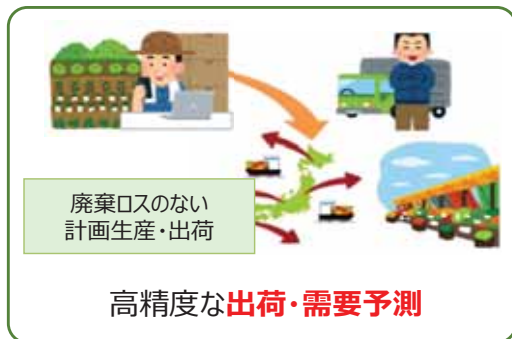 廃棄ロスのない
計画生産・出荷
高精度な出荷・需要予測